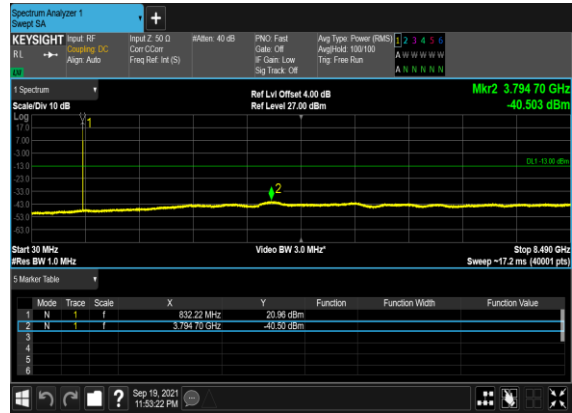 Spectrum Analyzer 1
Swept SA
+
KEYSIGHT Input: RF Input Z: 50 Ω #Atten: 40 dB PNO: Fast Avg Type: Power (RMS) 1 2 3 4 5 6
RL Coupling: DC Corr CCorr Gate: Off Avg|Hold: 100/100 A W W W W W
Align: Auto Freq Ref: Int (S) IF Gain: Low Trig: Free Run
Sig Track: Off A N N N N N
LXI
1 Spectrum Ref Lvl Offset 4.00 dB Mkr2 3.794 70 GHz
Scale/Div 10 dB Ref Level 27.00 dBm -40.503 dBm
Log
17.0
7.00
-3.00
-13.0
-23.0
-33.0
-43.0
-53.0
-63.0
1
DL1 -13.00 dBm
2
Start 30 MHz Video BW 3.0 MHz* Stop 8.490 GHz
#Res BW 1.0 MHz Sweep ~17.2 ms (40001 pts)
5 Marker Table
Mode Trace Scale X Y Function Function Width Function Value
1 N 1 f 832.22 MHz 20.96 dBm
2 N 1 f 3.794 70 GHz -40.50 dBm
3
4
5
6
? Sep 19, 2021
11:53:22 PM